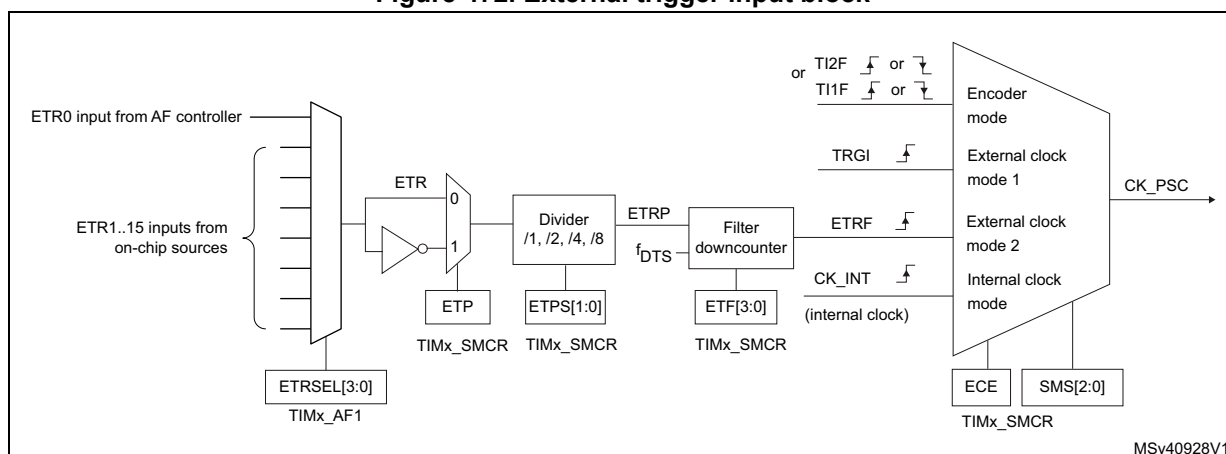 Figure 472. External trigger input block
ETR0 input from AF controller
ETR1..15 inputs from
on-chip sources
ETRSEL[3:0]
TIMx_AF1
ETR
0
1
ETP
TIMx_SMCR
Divider
/1, /2, /4, /8
ETPS[1:0]
TIMx_SMCR
ETRP
fDTS
Filter
downcounter
ETF[3:0]
TIMx_SMCR
or TI2F or
TI1F or
Encoder
mode
TRGI
External clock
mode 1
ETRF
External clock
mode 2
CK_INT
(internal clock)
Internal clock
mode
CK_PSC
ECE
SMS[2:0]
TIMx_SMCR
MSv40928V1